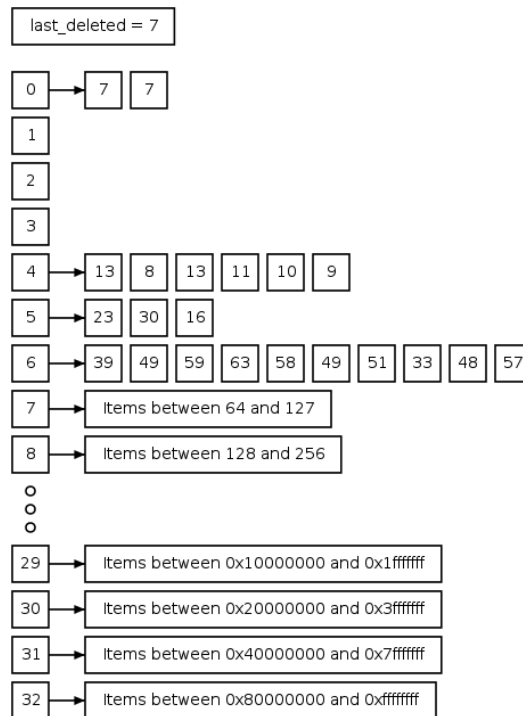 last_deleted = 7
0 7 7
1
2
3
4 13 8 13 11 10 9
5 23 30 16
6 39 49 59 63 58 49 51 33 48 57
7 Items between 64 and 127
8 Items between 128 and 256
29 Items between 0x10000000 and 0x1fffffff
30 Items between 0x20000000 and 0x3fffffff
31 Items between 0x40000000 and 0x7fffffff
32 Items between 0x80000000 and 0xffffffff